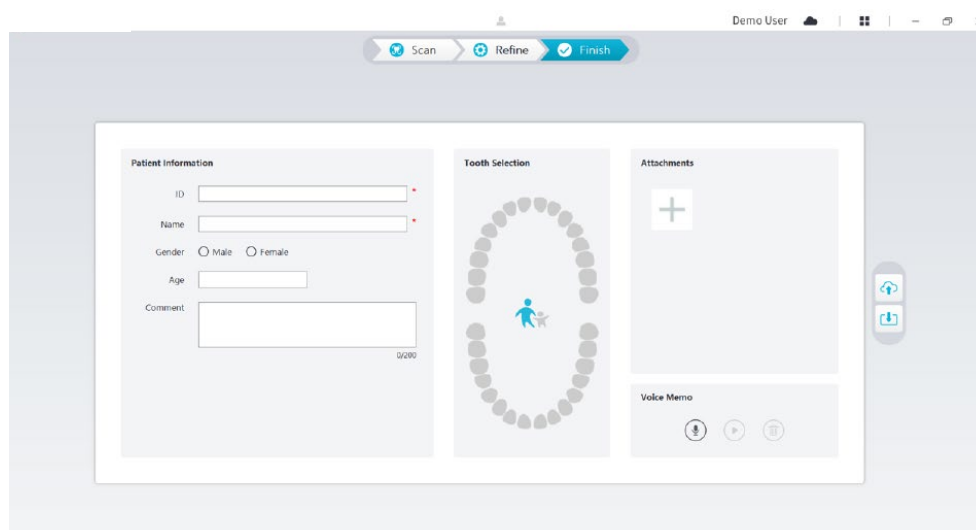 Demo User
Scan Refine Finish
Patient Information
ID *
Name *
Gender Male Female
Age
Comment
0/200
Tooth Selection
Attachments
Voice Memo